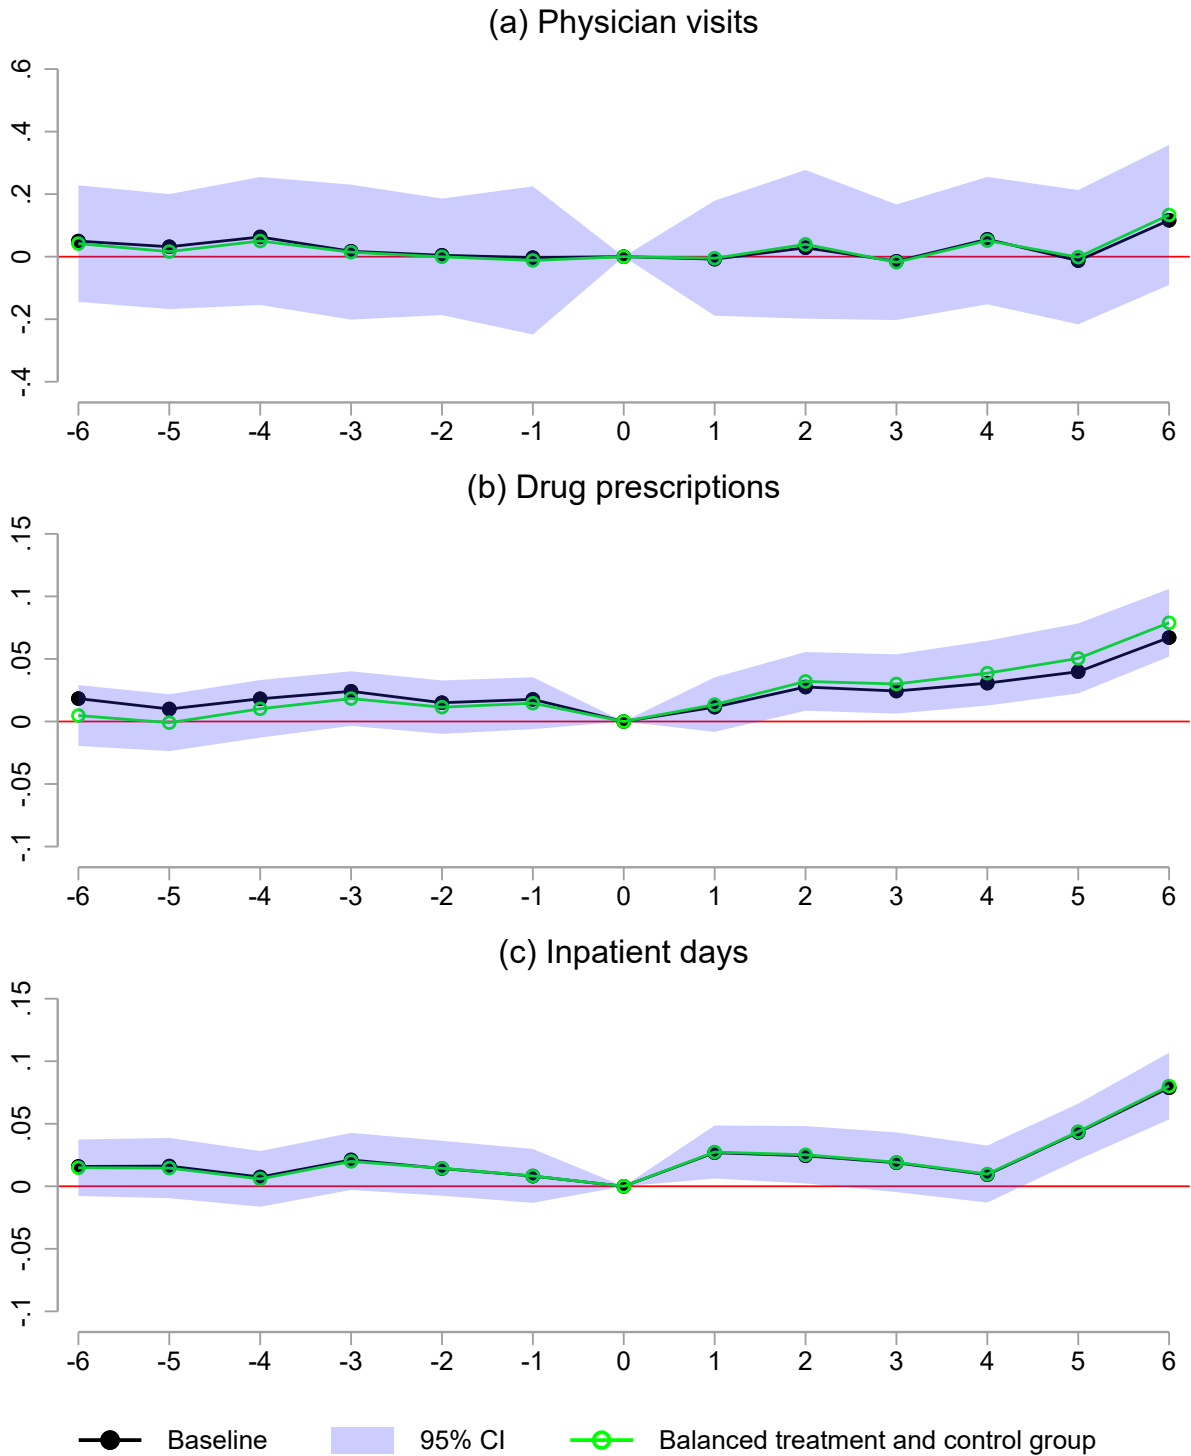 (a) Physician visits
.6
.4
.2
0
-.2
-.4
-6 -5 -4 -3 -2 -1 0 1 2 3 4 5 6
(b) Drug prescriptions
.15
.1
.05
0
-.05
-.1
-6 -5 -4 -3 -2 -1 0 1 2 3 4 5 6
(c) Inpatient days
.15
.1
.05
0
-.05
-.1
-6 -5 -4 -3 -2 -1 0 1 2 3 4 5 6
Baseline 95% CI Balanced treatment and control group